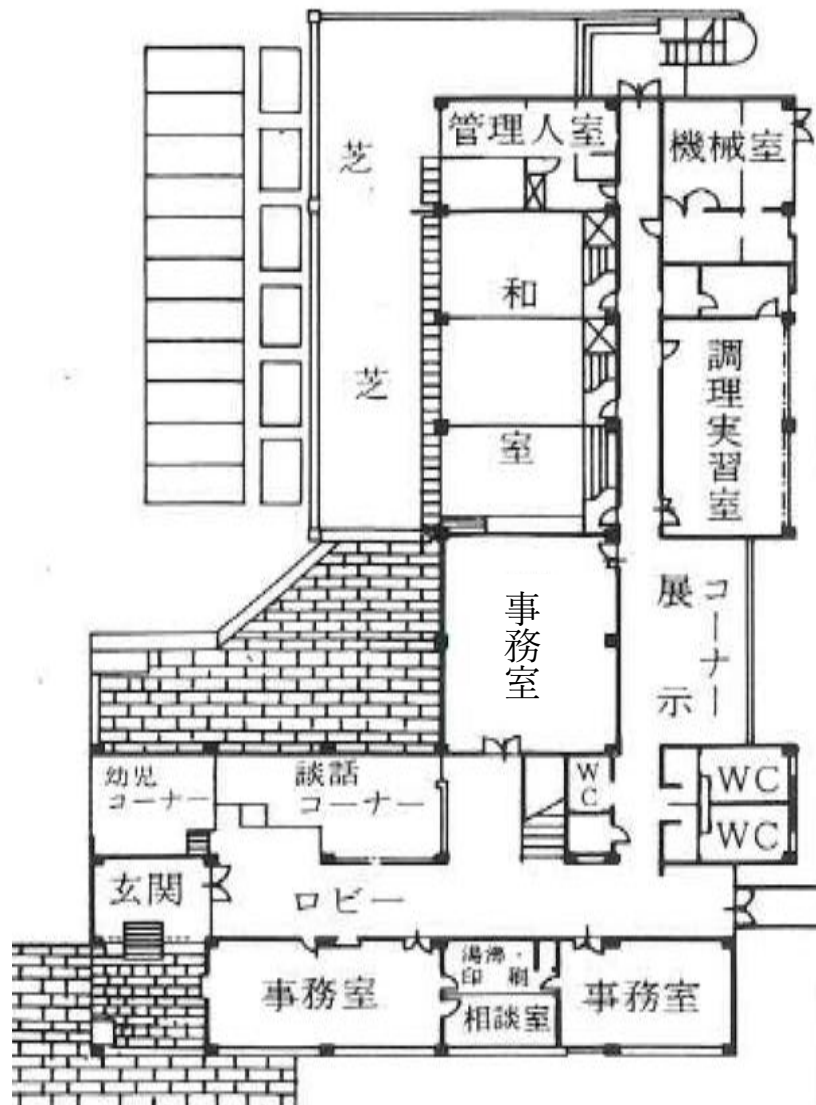 管理人室
機械室
芝
和
芝
調理実習室
室
事務室
展示
コーナー
幼児
コーナー
談話
コーナー
WC
WC
WC
玄関
ロビー
事務室
湯沸・
印刷
相談室
事務室